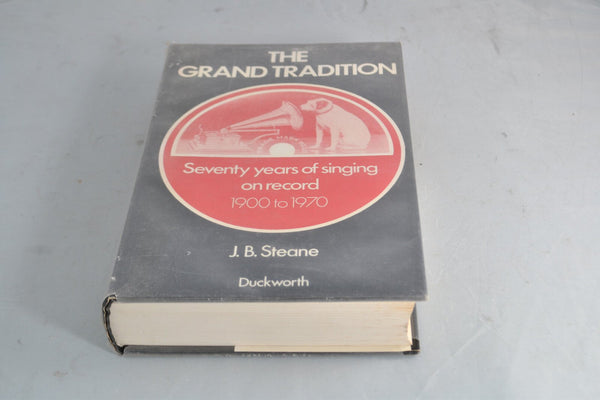 THE
GRAND TRADITION
Seventy years of singing
on record
1900 to 1970
J. B. Steane
Duckworth